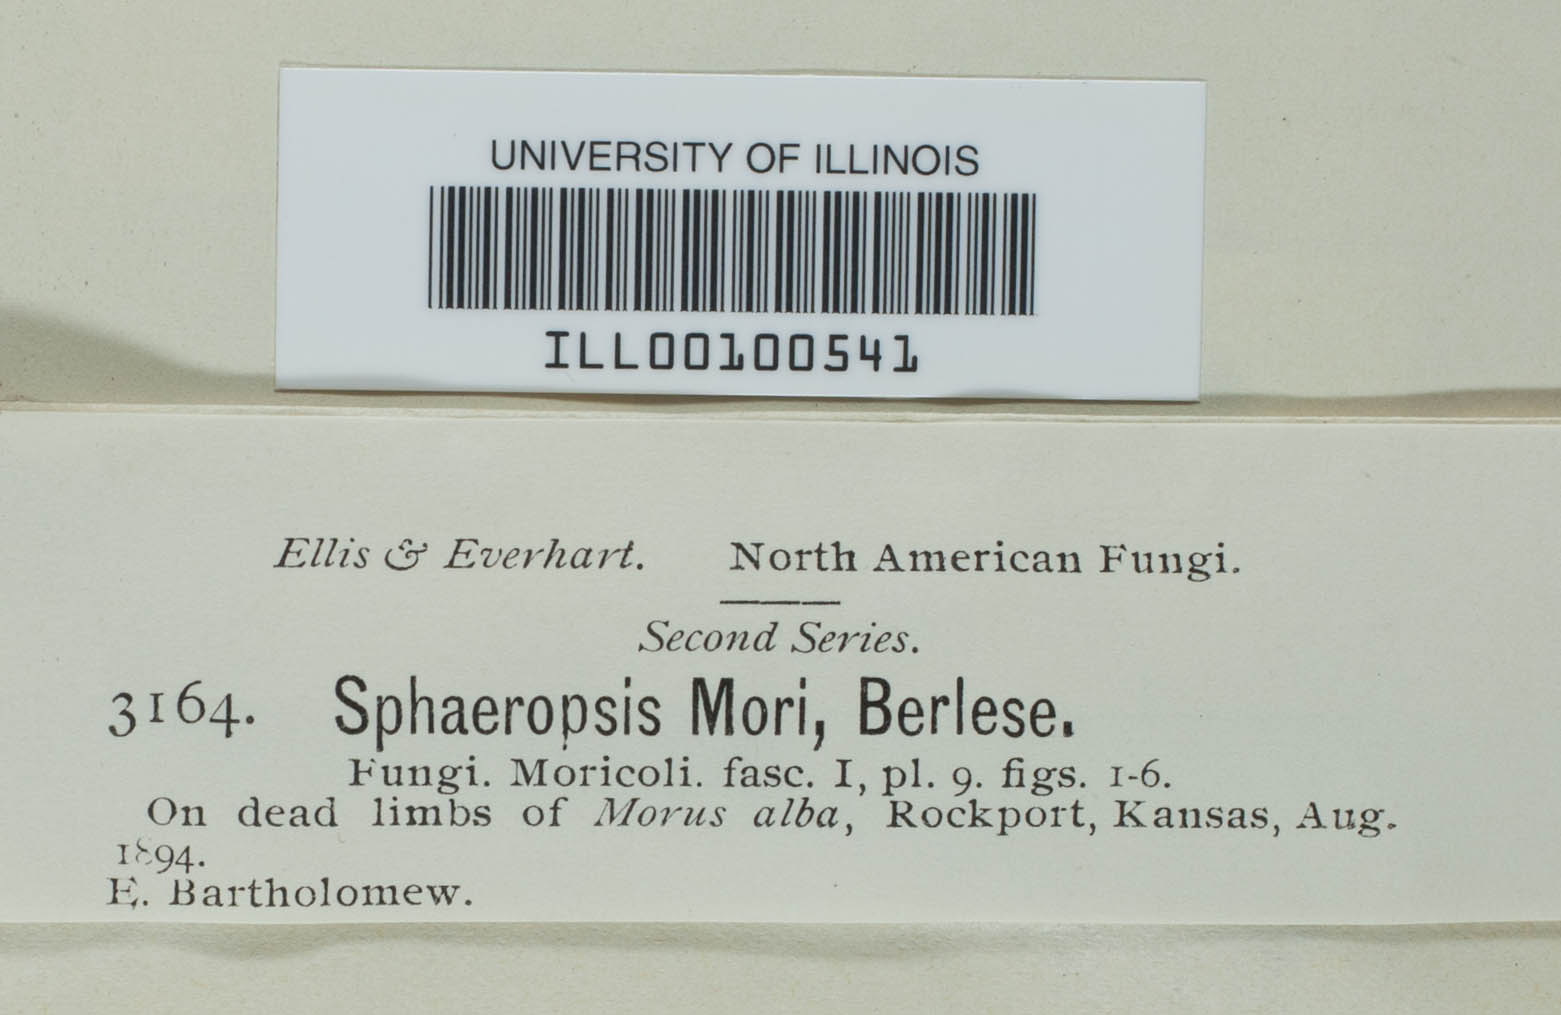 UNIVERSITY OF ILLINOIS
ILL00100541
Ellis & Everhart. North American Fungi.
Second Series.
3164. Sphaeropsis Mori, Berlese.
Fungi. Moricoli. fasc. I, pl. 9. figs. 1-6.
On dead limbs of Morus alba, Rockport, Kansas, Aug.
1894.
E. Bartholomew.